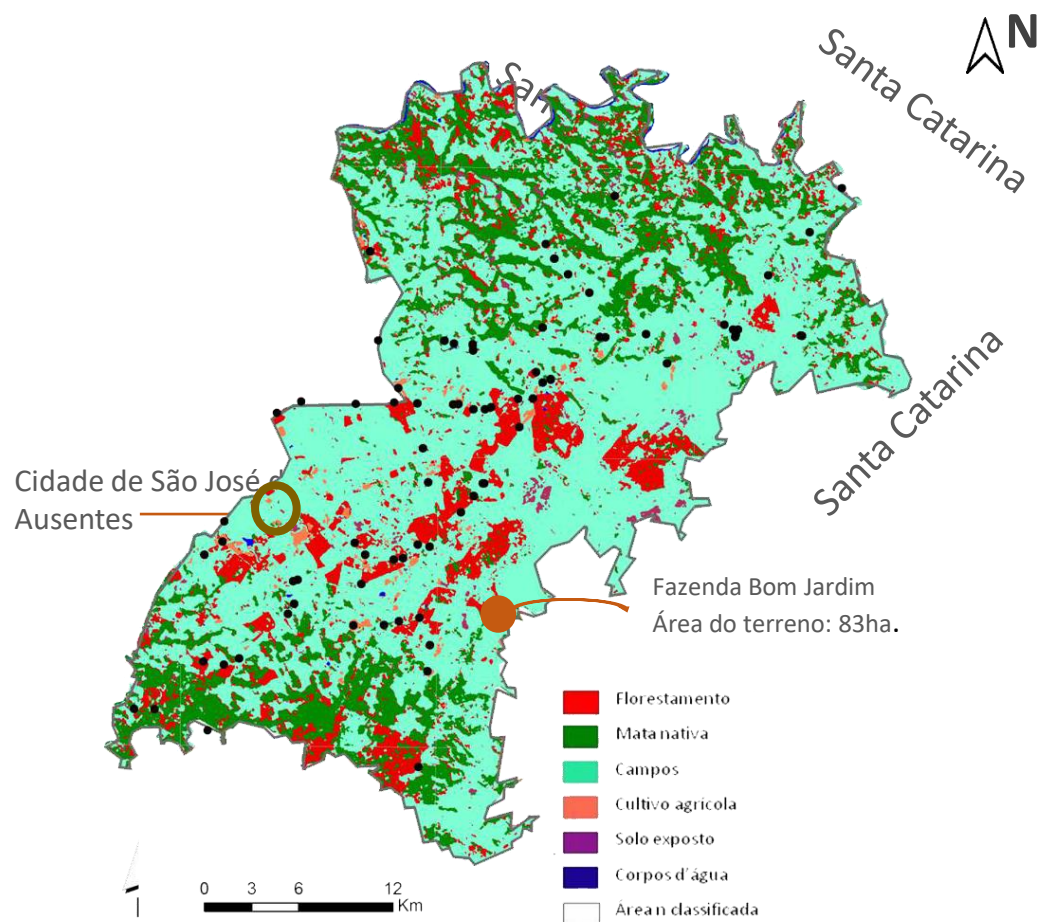 N
Santa Catarina
San
Santa Catarina
Cidade de São José
Ausentes
Fazenda Bom Jardim
Área do terreno: 83ha.
Florestamento
Mata nativa
Campos
Cultivo agrícola
Solo exposto
Corpos d'água
Área n classificada
0 3 6 12
Km